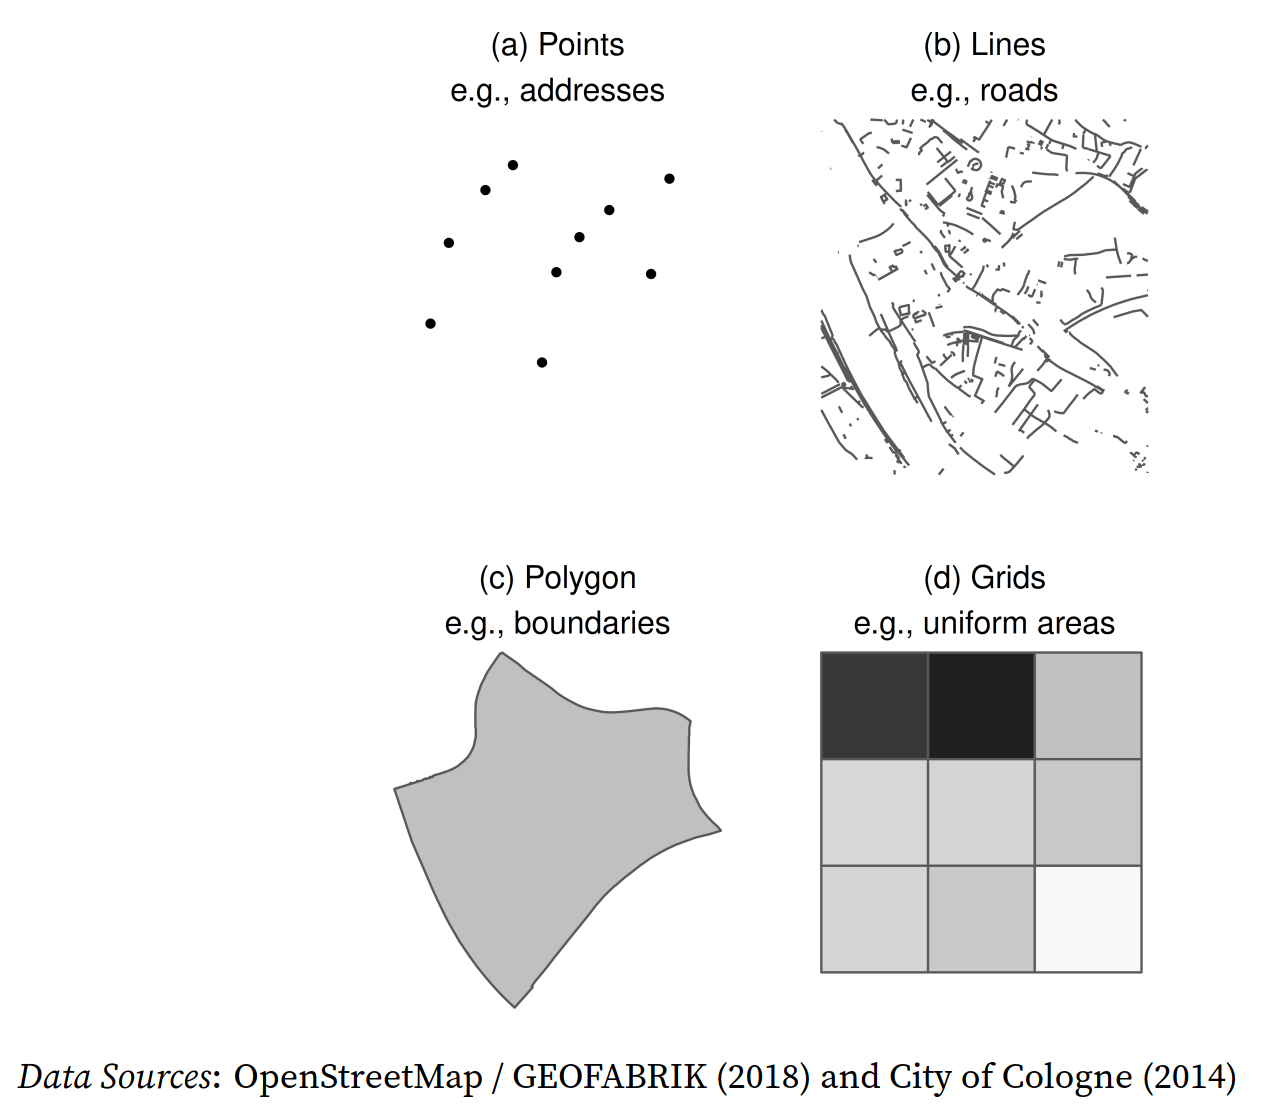 (a) Points
e.g., addresses
(b) Lines
e.g., roads
(c) Polygon
e.g., boundaries
(d) Grids
e.g., uniform areas
Data Sources: OpenStreetMap / GEOFABRIK (2018) and City of Cologne (2014)